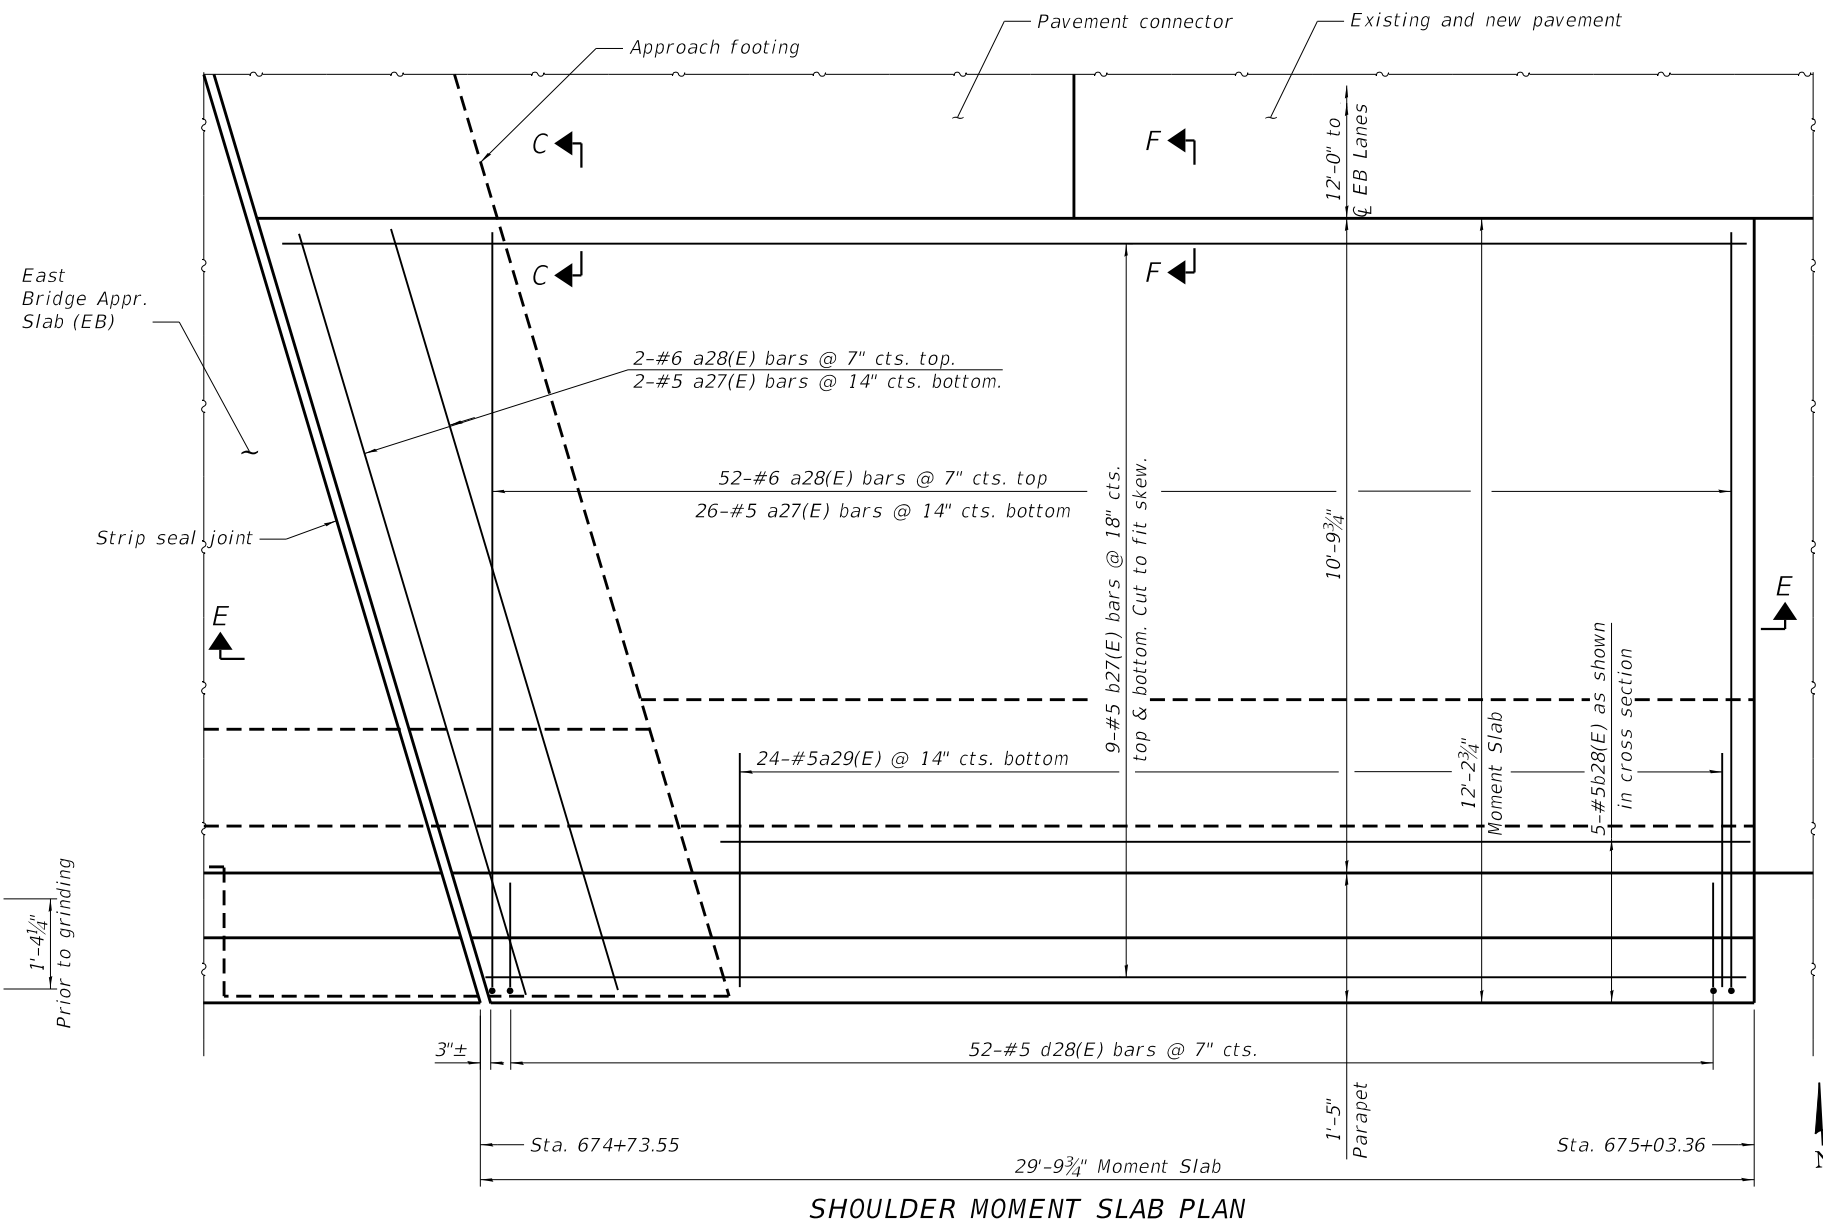 Pavement connector
Existing and new pavement
Approach footing
12'-0" to
℄ EB Lanes
C
F
C
F
East
Bridge Appr.
Slab (EB)
2-#6 a28(E) bars @ 7" cts. top.
2-#5 a27(E) bars @ 14" cts. bottom.
52-#6 a28(E) bars @ 7" cts. top
26-#5 a27(E) bars @ 14" cts. bottom
9-#5 b27(E) bars @ 18" cts.
top & bottom. Cut to fit skew.
10'-9¾"
Strip seal joint
E
E
5-#5b28(E) as shown
in cross section
12'-2¾"
Moment Slab
24-#5a29(E) @ 14" cts. bottom
1'-4¼"
Prior to grinding
3"±
52-#5 d28(E) bars @ 7" cts.
1'-5"
Parapet
Sta. 674+73.55
Sta. 675+03.36
29'-9¾" Moment Slab
SHOULDER MOMENT SLAB PLAN